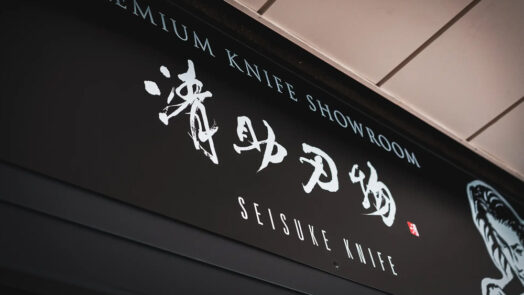 EMIUM KNIFE SHOWROOM
清助刃物
SEISUKE KNIFE